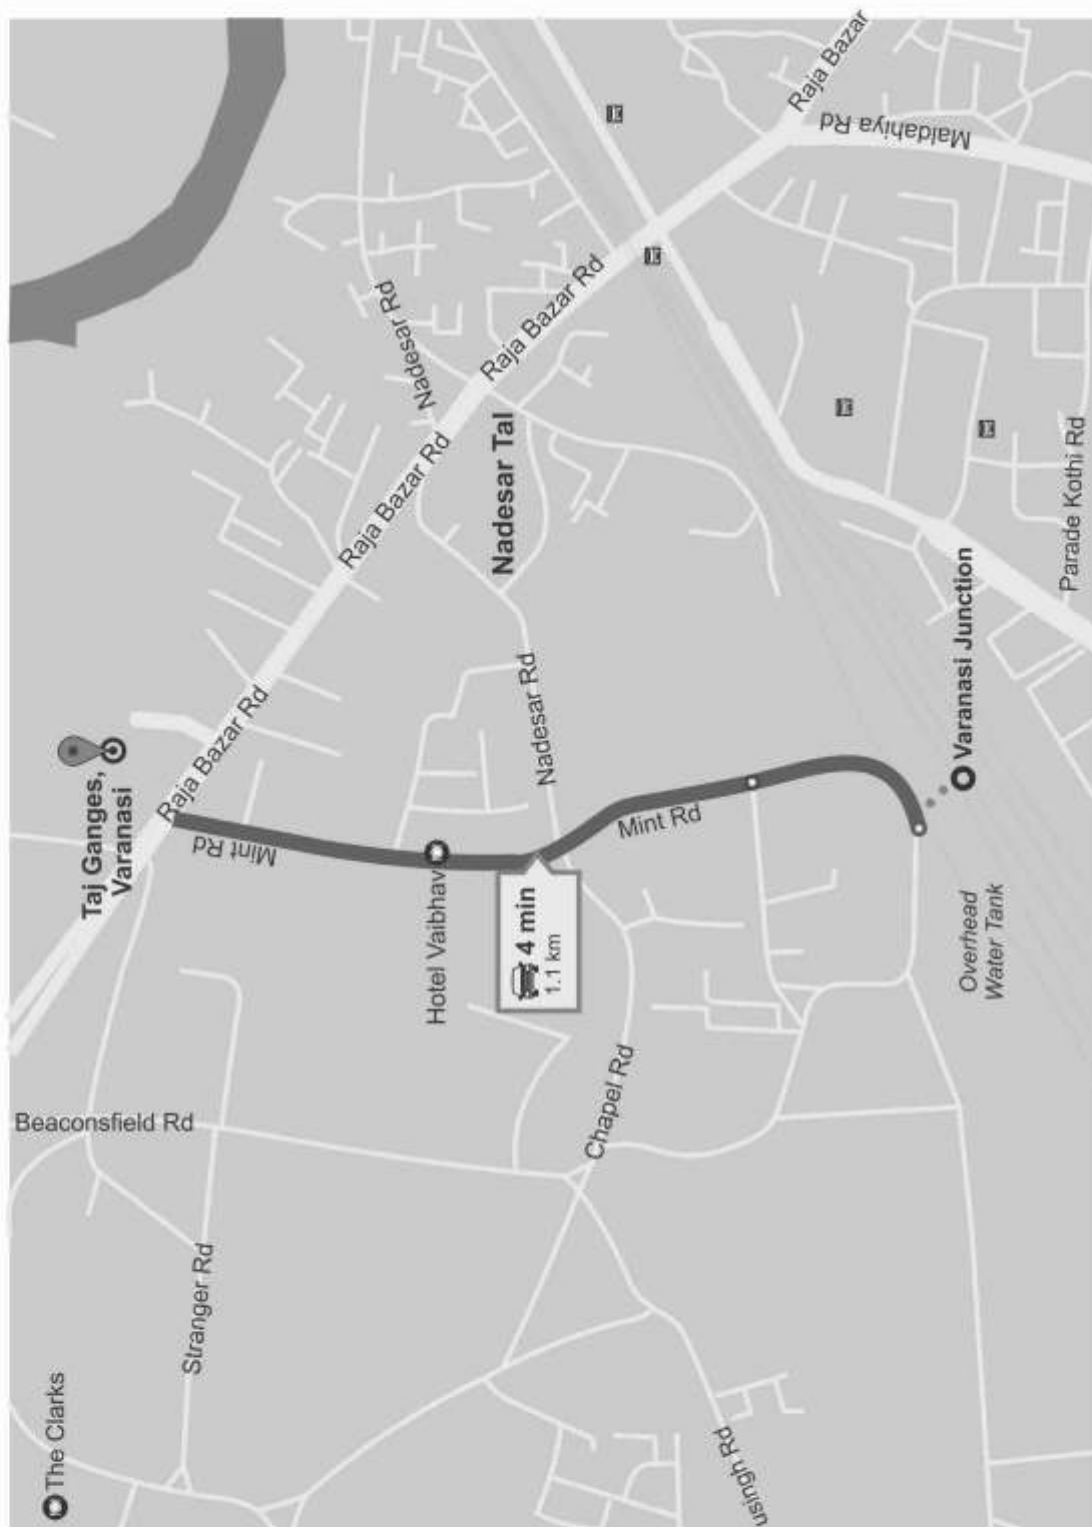 The Clarks
Stranger Rd
Beaconsfield Rd
Taj Ganges,
Varanasi
Raja Bazar Rd
Mint Rd
Hotel Vaibhav
4 min
1.1 km
Chapel Rd
usingh Rd
Mint Rd
Nadesar Rd
Nadesar Tal
Raja Bazar Rd
Nadesar Rd
Raja Bazar Rd
Raja Bazar
Maldahiya Rd
Parade Kothi Rd
Varanasi Junction
Overhead
Water Tank